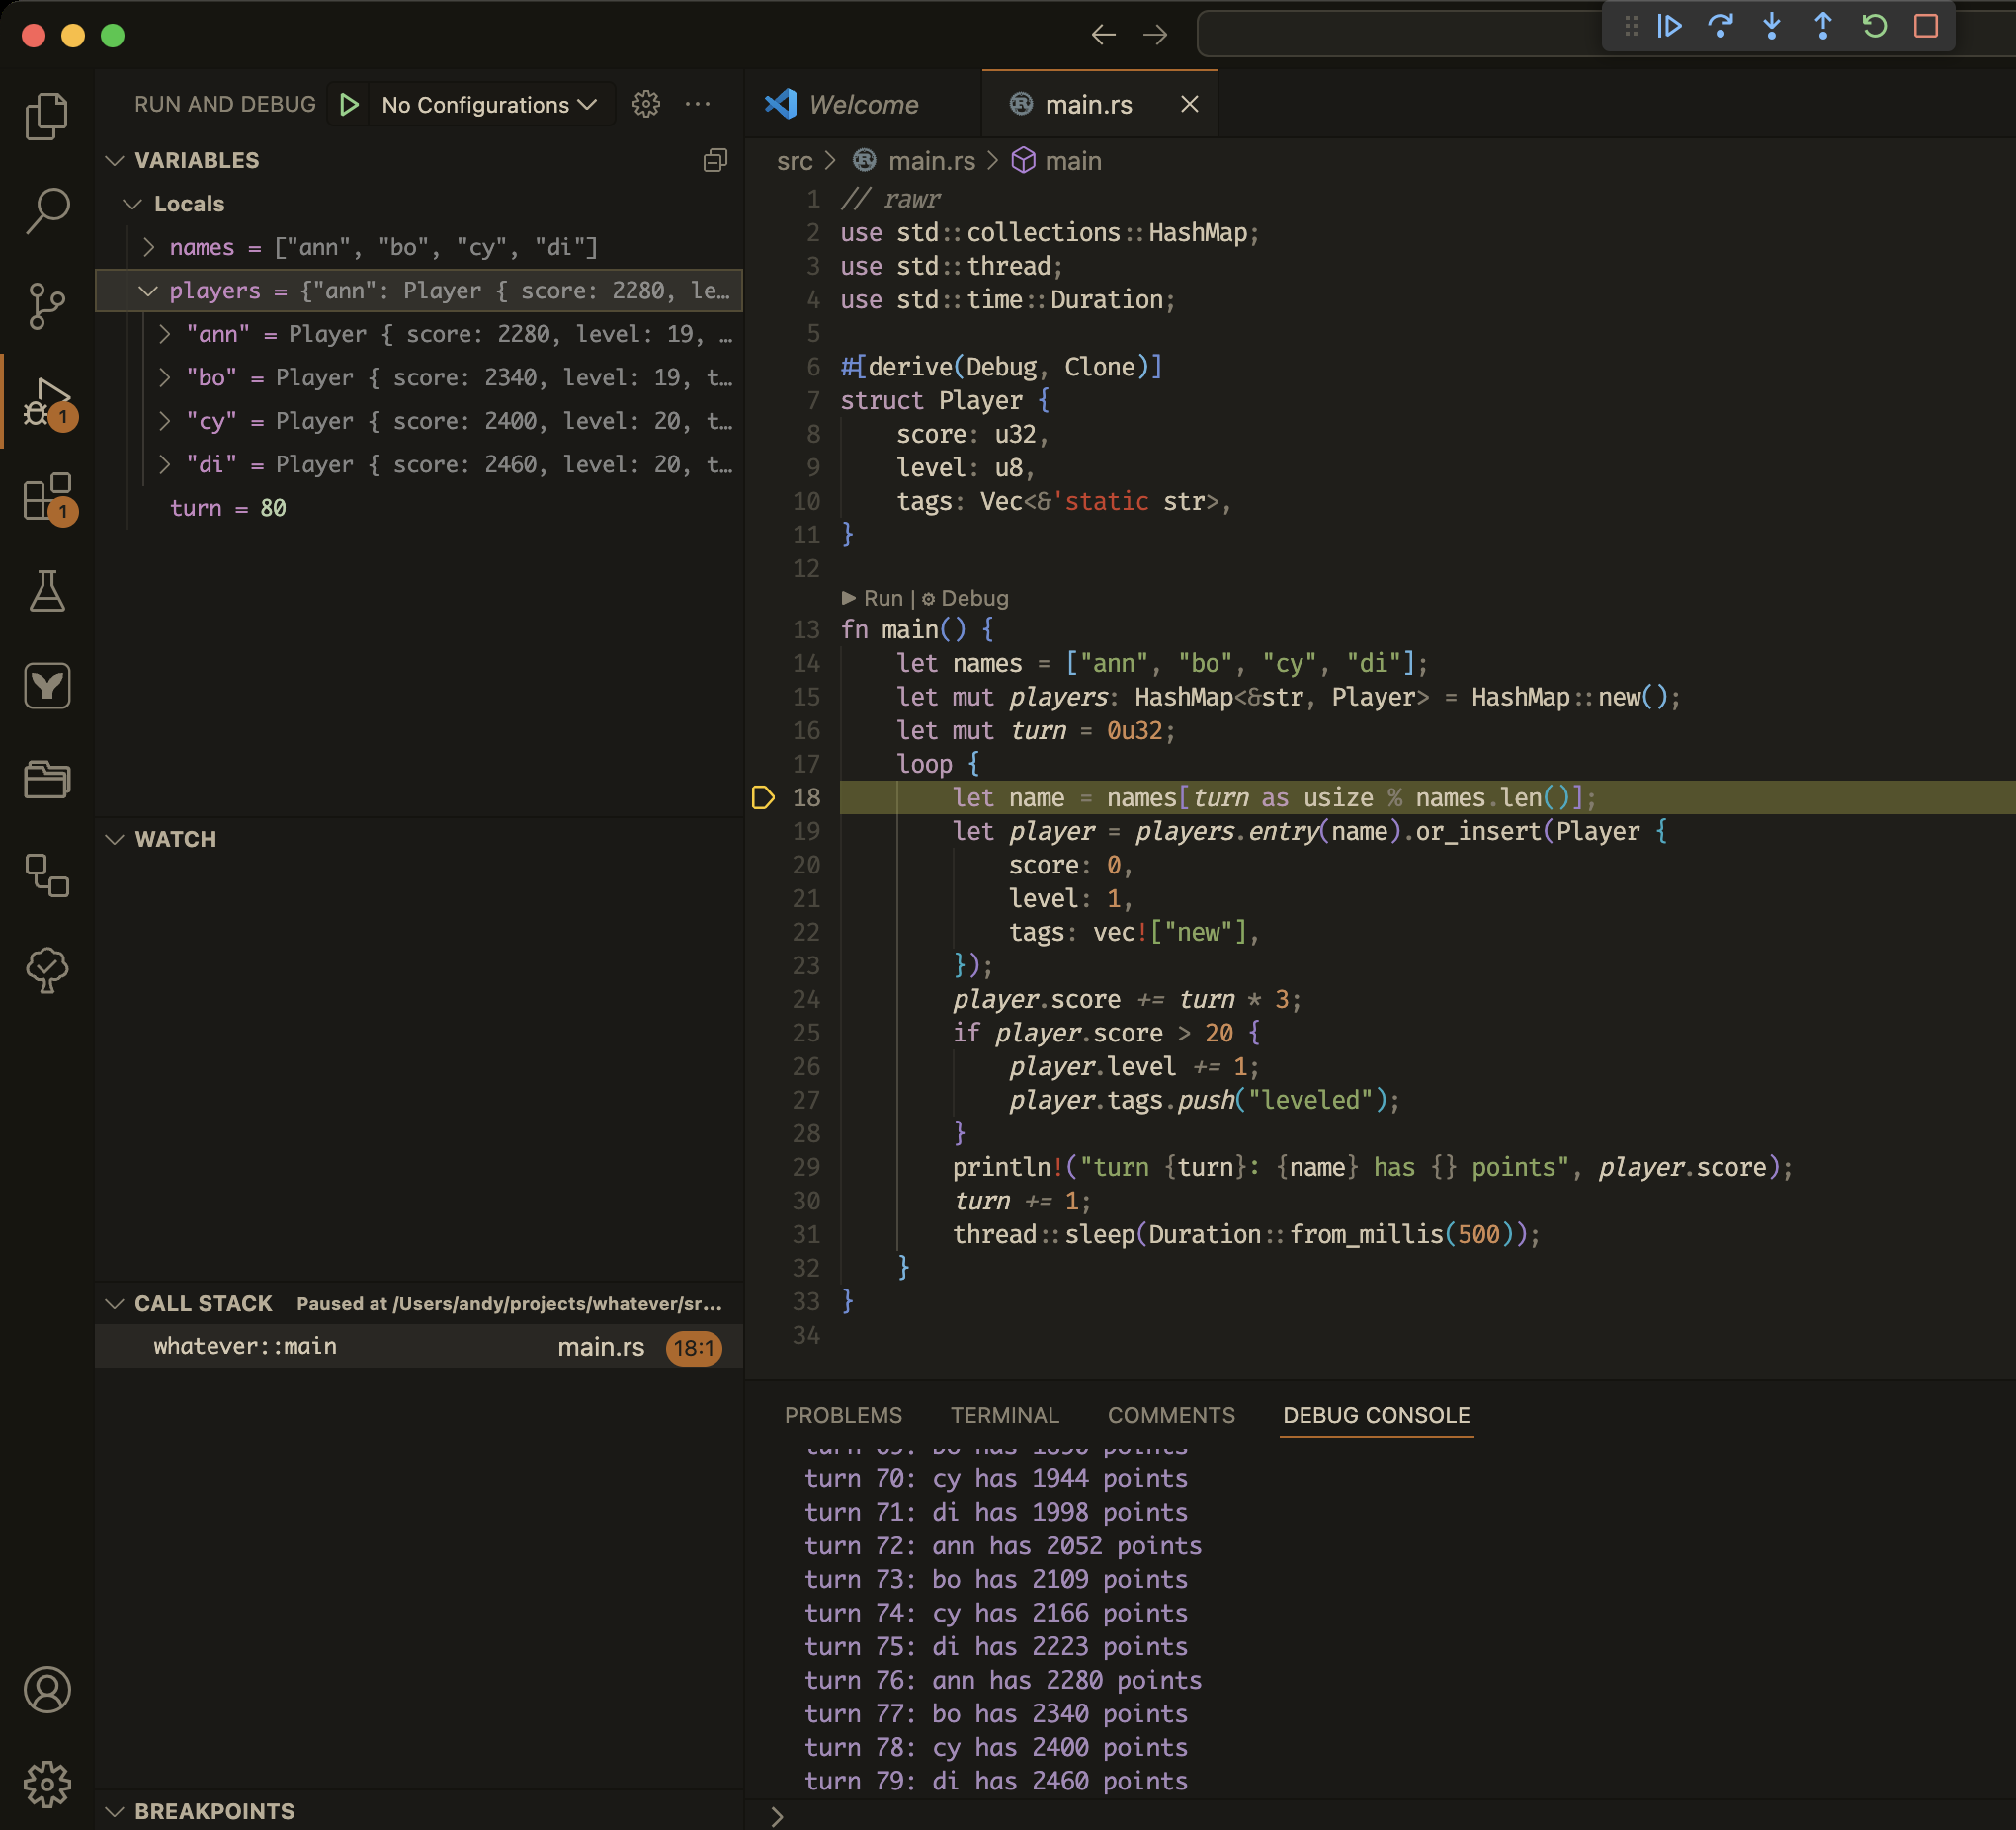 RUN AND DEBUG No Configurations
VARIABLES
Locals
names = ["ann", "bo", "cy", "di"]
players = {"ann": Player { score: 2280, le…
"ann" = Player { score: 2280, level: 19, …
"bo" = Player { score: 2340, level: 19, t…
"cy" = Player { score: 2400, level: 20, t…
"di" = Player { score: 2460, level: 20, t…
turn = 80
1
1
WATCH
CALL STACK Paused at /Users/andy/projects/whatever/sr...
whatever::main main.rs 18:1
BREAKPOINTS
Welcome main.rs
src > main.rs > main
1 // rawr
2 use std::collections::HashMap;
3 use std::thread;
4 use std::time::Duration;
5
6 #[derive(Debug, Clone)]
7 struct Player {
8     score: u32,
9     level: u8,
10     tags: Vec<&'static str>,
11 }
12
Run | Debug
13 fn main() {
14     let names = ["ann", "bo", "cy", "di"];
15     let mut players: HashMap<&str, Player> = HashMap::new();
16     let mut turn = 0u32;
17     loop {
18         let name = names[turn as usize % names.len()];
19         let player = players.entry(name).or_insert(Player {
20             score: 0,
21             level: 1,
22             tags: vec!["new"],
23         });
24         player.score += turn * 3;
25         if player.score > 20 {
26             player.level += 1;
27             player.tags.push("leveled");
28         }
29         println!("turn {turn}: {name} has {} points", player.score);
30         turn += 1;
31         thread::sleep(Duration::from_millis(500));
32     }
33 }
34
PROBLEMS TERMINAL COMMENTS DEBUG CONSOLE
turn 69: bo has 1890 points
turn 70: cy has 1944 points
turn 71: di has 1998 points
turn 72: ann has 2052 points
turn 73: bo has 2109 points
turn 74: cy has 2166 points
turn 75: di has 2223 points
turn 76: ann has 2280 points
turn 77: bo has 2340 points
turn 78: cy has 2400 points
turn 79: di has 2460 points